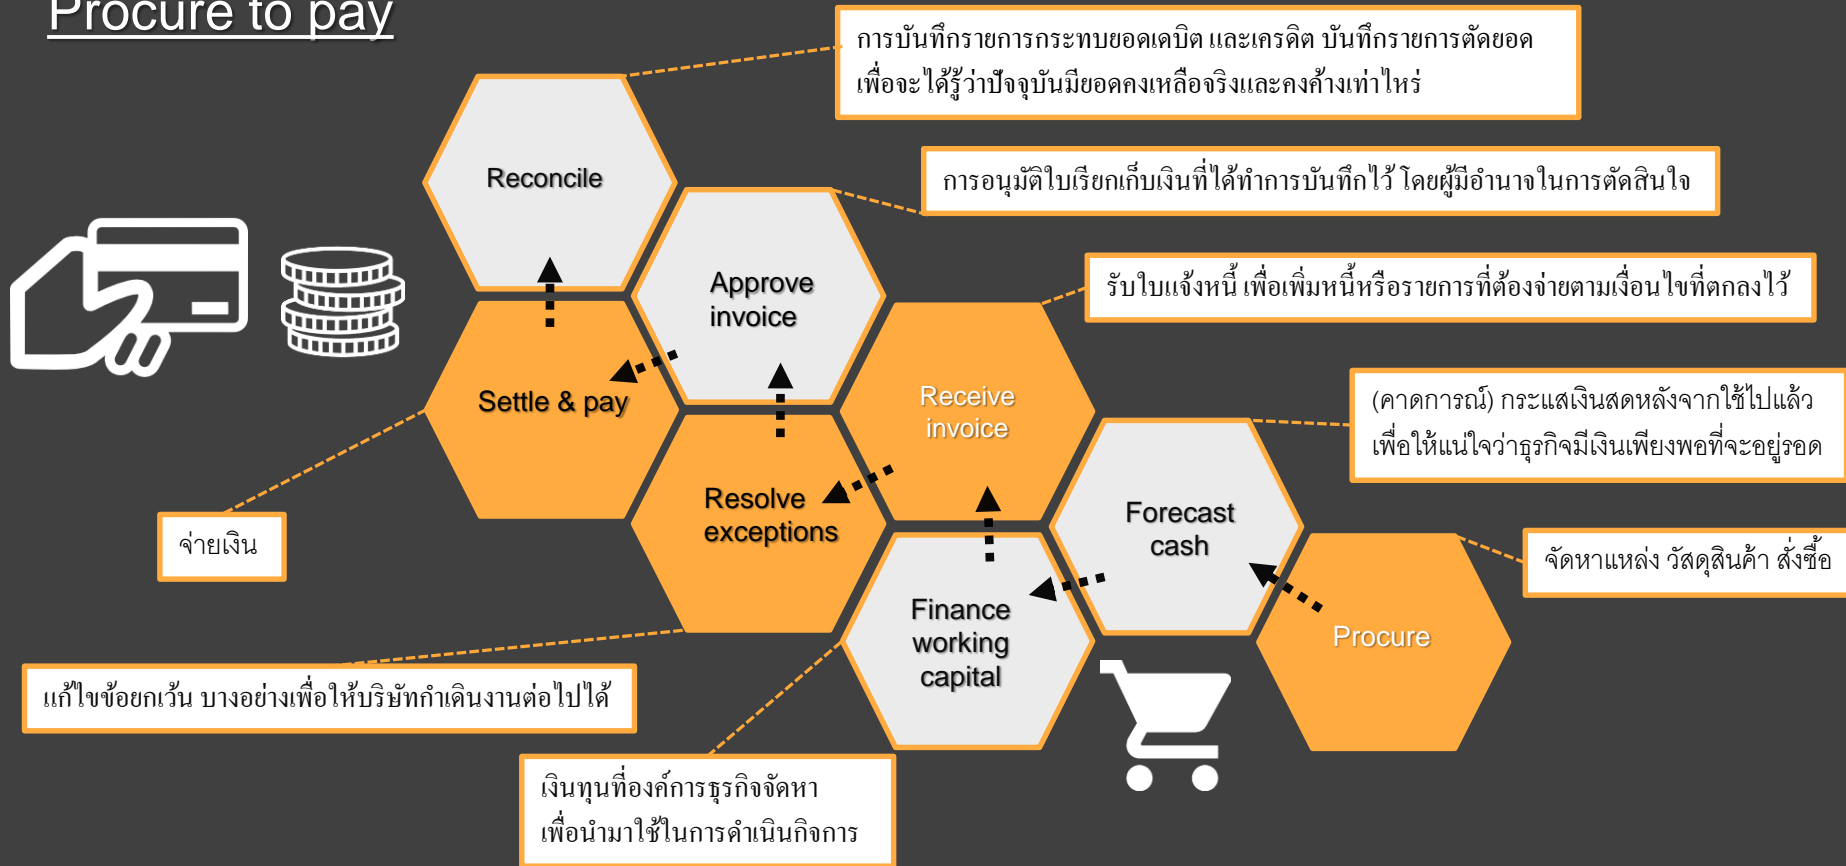 Procure to pay
การบันทึกรายการกระทบยอดเดบิต และเครดิต บันทึกรายการตัดยอด
เพื่อจะได้รู้ว่าปัจจุบันมียอดคงเหลือจริงและคงค้างเท่าไหร่
Reconcile
การอนุมัติใบเรียกเก็บเงินที่ได้ทำการบันทึกไว้ โดยผู้มีอำนาจในการตัดสินใจ
Approve
invoice
รับใบแจ้งหนี้ เพื่อเพิ่มหนี้หรือรายการที่ต้องจ่ายตามเงื่อนไขที่ตกลงไว้
Settle & pay
Receive
invoice
(คาดการณ์) กระแสเงินสดหลังจากใช้ไปแล้ว
เพื่อให้แน่ใจว่าธุรกิจมีเงินเพียงพอที่จะอยู่รอด
Resolve
exceptions
Forecast
cash
จ่ายเงิน
จัดหาแหล่ง วัสดุสินค้า สั่งซื้อ
Finance
working
capital
Procure
แก้ไขข้อยกเว้น บางอย่างเพื่อให้บริษัทกำเดินงานต่อไปได้
เงินทุนที่องค์การธุรกิจจัดหา
เพื่อนำมาใช้ในการดำเนินกิจการ